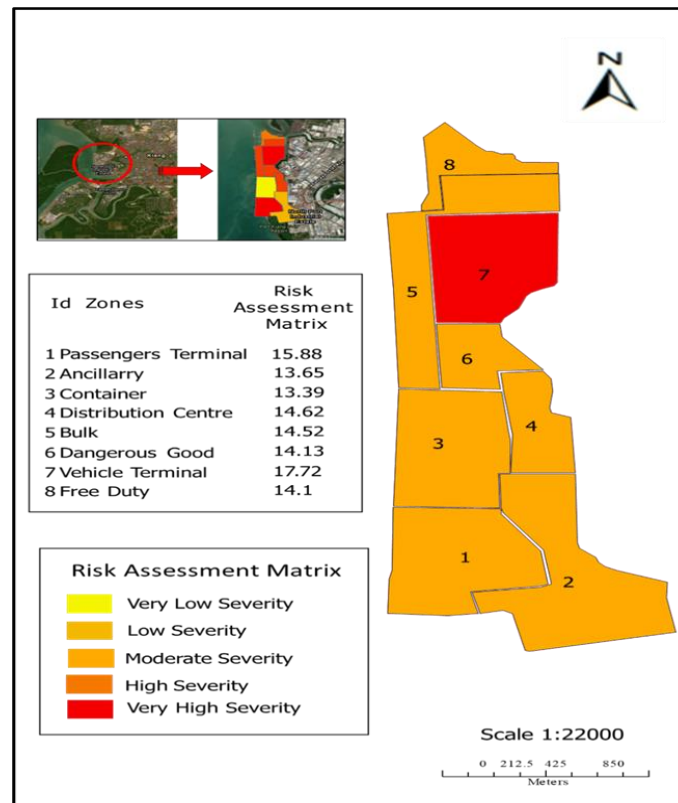 N
Klang
Id Zones
Risk
Assessment
Matrix
1 Passengers Terminal 15.88
2 Ancillarry 13.65
3 Container 13.39
4 Distribution Centre 14.62
5 Bulk 14.52
6 Dangerous Good 14.13
7 Vehicle Terminal 17.72
8 Free Duty 14.1
Risk Assessment Matrix
Very Low Severity
Low Severity
Moderate Severity
High Severity
Very High Severity
8
7
5
6
4
3
1
2
Scale 1:22000
0 212.5 425 850
Meters